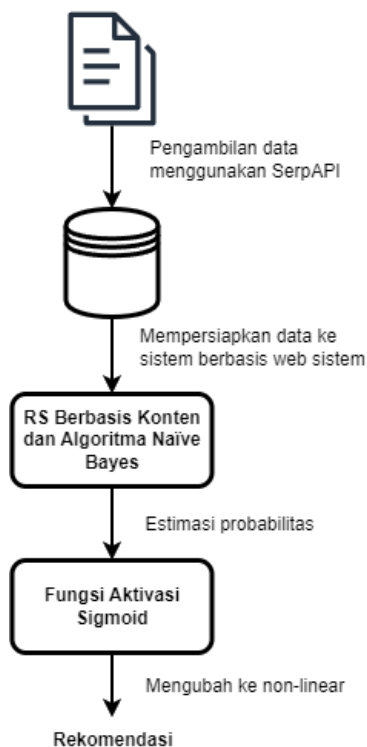 Pengambilan data
menggunakan SerpAPI
Mempersiapkan data ke
sistem berbasis web sistem
RS Berbasis Konten
dan Algoritma Naïve
Bayes
Estimasi probabilitas
Fungsi Aktivasi
Sigmoid
Mengubah ke non-linear
Rekomendasi